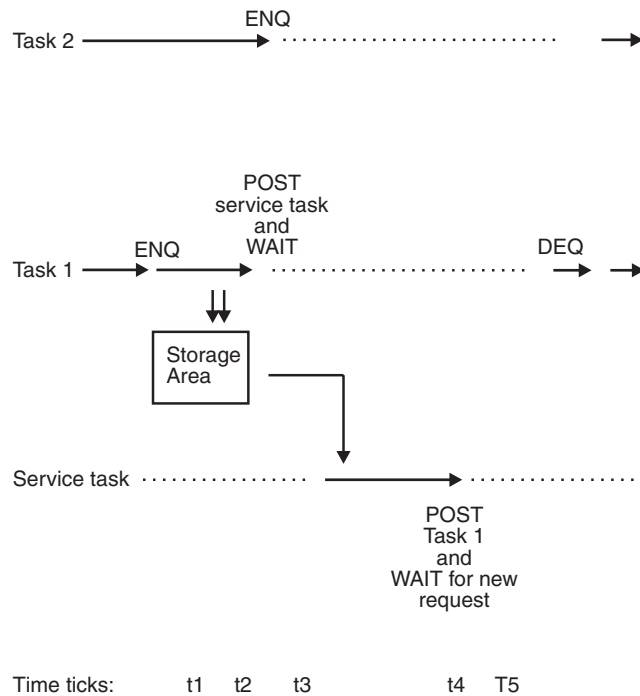 ENQ
Task 2
POST
service task
and
WAIT
ENQ
DEQ
Task 1
Storage
Area
Service task
POST
Task 1
and
WAIT for new
request
Time ticks: t1 t2 t3 t4 T5